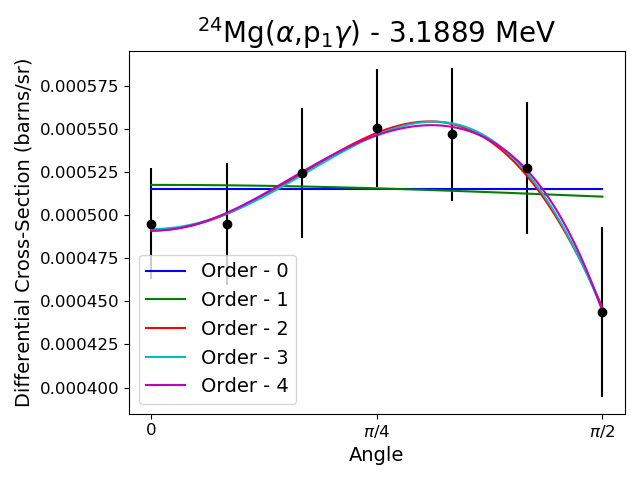 ²⁴Mg(α,p₁γ) - 3.1889 MeV
Differential Cross-Section (barns/sr)
0.000575
0.000550
0.000525
0.000500
0.000475
0.000450
0.000425
0.000400
Order - 0
Order - 1
Order - 2
Order - 3
Order - 4
0
π/4
π/2
Angle